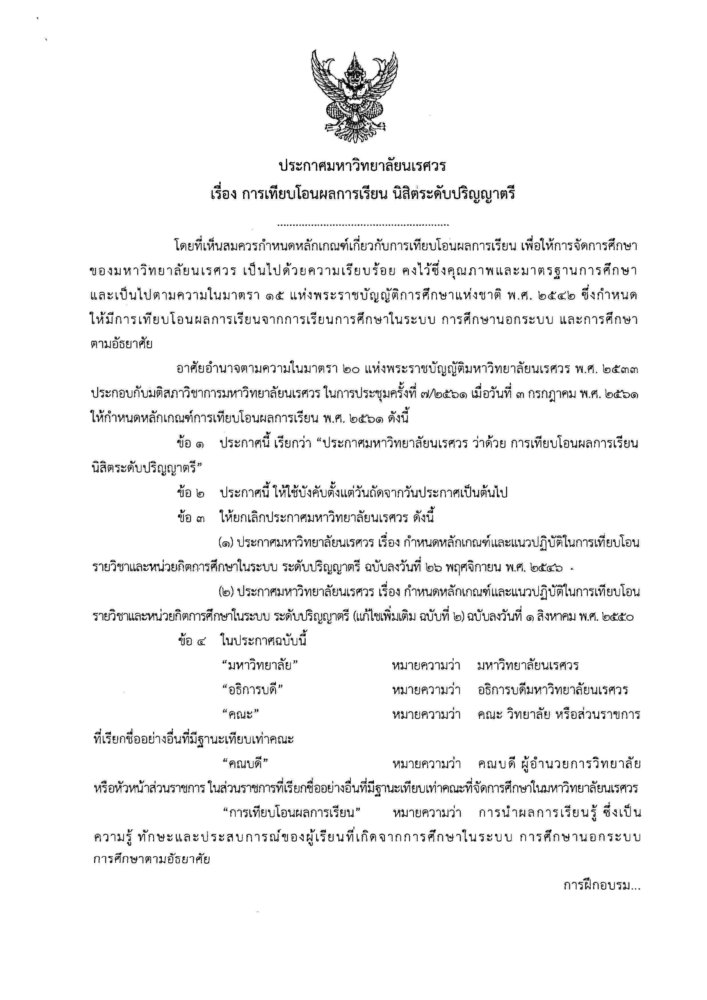 ประกาศมหาวิทยาลัยนเรศวร
เรื่อง การเทียบโอนผลการเรียน นิสิตระดับปริญญาตรี
........................................................
โดยที่เห็นสมควรกำหนดหลักเกณฑ์เกี่ยวกับการเทียบโอนผลการเรียน เพื่อให้การจัดการศึกษา
ของมหาวิทยาลัยนเรศวร เป็นไปด้วยความเรียบร้อย คงไว้ซึ่งคุณภาพและมาตรฐานการศึกษา
และเป็นไปตามความในมาตรา ๑๕ แห่งพระราชบัญญัติการศึกษาแห่งชาติ พ.ศ. ๒๕๔๒ ซึ่งกำหนด
ให้มีการเทียบโอนผลการเรียนจากการเรียนการศึกษาในระบบ การศึกษานอกระบบ และการศึกษา
ตามอัธยาศัย
อาศัยอำนาจตามความในมาตรา ๒๐ แห่งพระราชบัญญัติมหาวิทยาลัยนเรศวร พ.ศ. ๒๕๓๓
ประกอบกับมติสภาวิชาการมหาวิทยาลัยนเรศวร ในการประชุมครั้งที่ ๗/๒๕๖๑ เมื่อวันที่ ๓ กรกฎาคม พ.ศ. ๒๕๖๑
ให้กำหนดหลักเกณฑ์การเทียบโอนผลการเรียน พ.ศ. ๒๕๖๑ ดังนี้
ข้อ ๑ ประกาศนี้ เรียกว่า “ประกาศมหาวิทยาลัยนเรศวร ว่าด้วย การเทียบโอนผลการเรียน
นิสิตระดับปริญญาตรี”
ข้อ ๒ ประกาศนี้ ให้ใช้บังคับตั้งแต่วันถัดจากวันประกาศเป็นต้นไป
ข้อ ๓ ให้ยกเลิกประกาศมหาวิทยาลัยนเรศวร ดังนี้
(๑) ประกาศมหาวิทยาลัยนเรศวร เรื่อง กำหนดหลักเกณฑ์และแนวปฏิบัติในการเทียบโอน
รายวิชาและหน่วยกิตการศึกษาในระบบ ระดับปริญญาตรี ฉบับลงวันที่ ๒๖ พฤศจิกายน พ.ศ. ๒๕๔๖
(๒) ประกาศมหาวิทยาลัยนเรศวร เรื่อง กำหนดหลักเกณฑ์และแนวปฏิบัติในการเทียบโอน
รายวิชาและหน่วยกิตการศึกษาในระบบ ระดับปริญญาตรี (แก้ไขเพิ่มเติม ฉบับที่ ๒) ฉบับลงวันที่ ๑ สิงหาคม พ.ศ. ๒๕๕๐
ข้อ ๔ ในประกาศฉบับนี้
“มหาวิทยาลัย” หมายความว่า มหาวิทยาลัยนเรศวร
“อธิการบดี” หมายความว่า อธิการบดีมหาวิทยาลัยนเรศวร
“คณะ” หมายความว่า คณะ วิทยาลัย หรือส่วนราชการ
ที่เรียกชื่ออย่างอื่นที่มีฐานะเทียบเท่าคณะ
“คณบดี” หมายความว่า คณบดี ผู้อำนวยการวิทยาลัย
หรือหัวหน้าส่วนราชการ ในส่วนราชการที่เรียกชื่ออย่างอื่นที่มีฐานะเทียบเท่าคณะที่จัดการศึกษาในมหาวิทยาลัยนเรศวร
“การเทียบโอนผลการเรียน” หมายความว่า การนำผลการเรียนรู้ ซึ่งเป็น
ความรู้ ทักษะและประสบการณ์ของผู้เรียนที่เกิดจากการศึกษาในระบบ การศึกษานอกระบบ
การศึกษาตามอัธยาศัย
การฝึกอบรม...